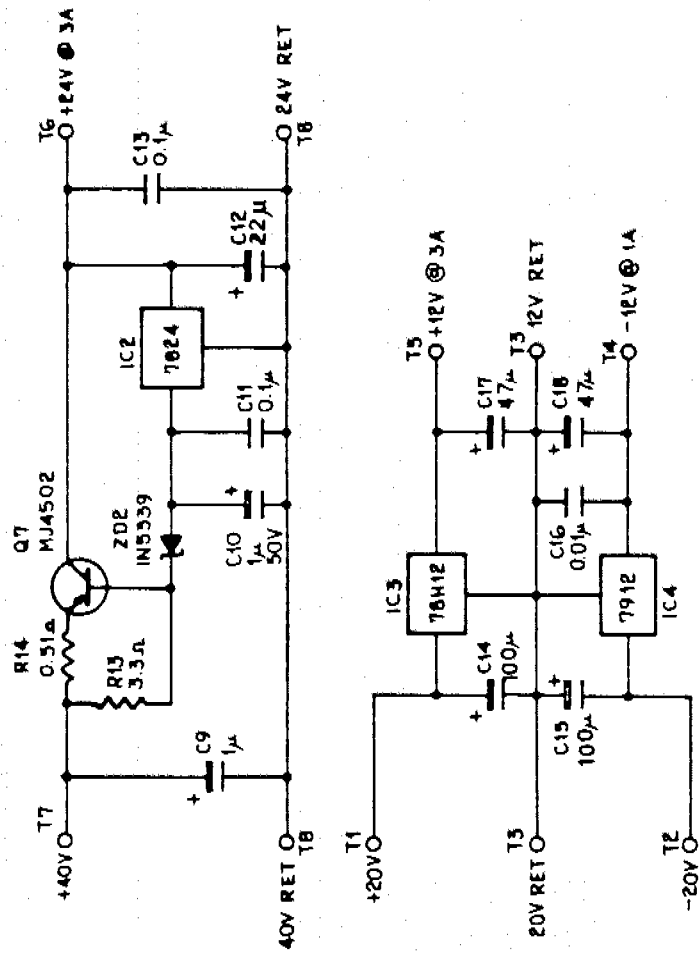 +40V
T7
R14
0.51Ω
Q7
MJ4502
T6
+24V @ 3A
R13
3.3Ω
ZD2
IN5339
IC2
7824
C9
1μ
+
C10
1μ
50V
+
C11
0.1μ
C12
22μ
+
C13
0.1μ
40V RET
T8
24V RET
T8
+20V
T1
IC3
78H12
T5
+12V @ 3A
C14
100μ
+
C17
47μ
+
20V RET
T3
T3
12V RET
C15
100μ
+
C16
0.01μ
C18
47μ
+
7912
IC4
T4
-12V @ 1A
-20V
T2